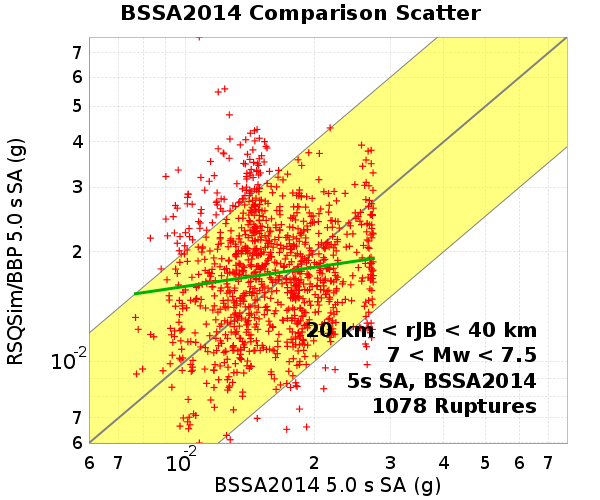 BSSA2014 Comparison Scatter
RSQSim/BBP 5.0 s SA (g)
7
6
5
4
3
2
10-2
7
6
20 km < rJB < 40 km
7 < Mw < 7.5
5s SA, BSSA2014
1078 Ruptures
6 7 10-2 2 3 4 5 6 7
BSSA2014 5.0 s SA (g)